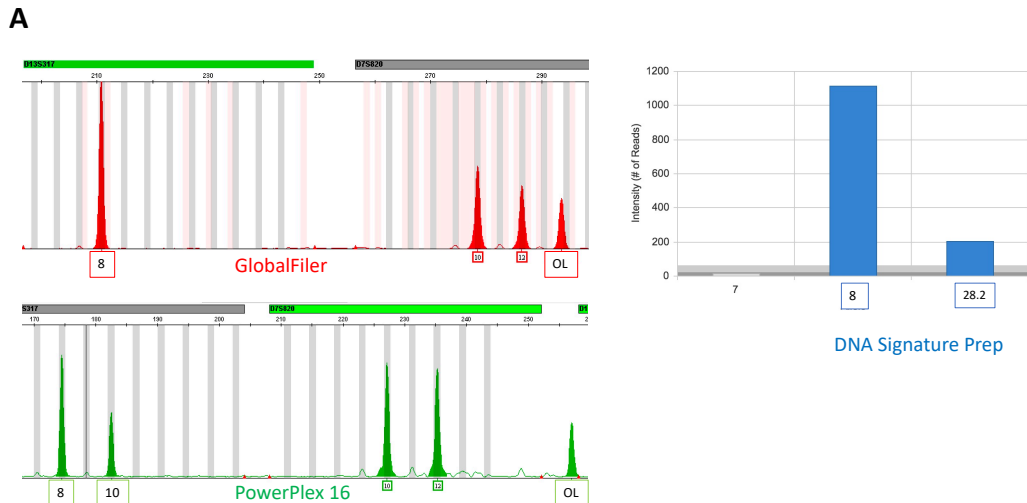 A
D13S317 D7S820
210 230 250 270 290
8 10 12 OL
GlobalFiler
S317 D7S820 D1
170 180 190 200 210 220 230 240 250 2
8 10 10 12 OL
PowerPlex 16
1200
1000
800
600
400
200
0
Intensity (# of Reads)
7 8 28.2
DNA Signature Prep